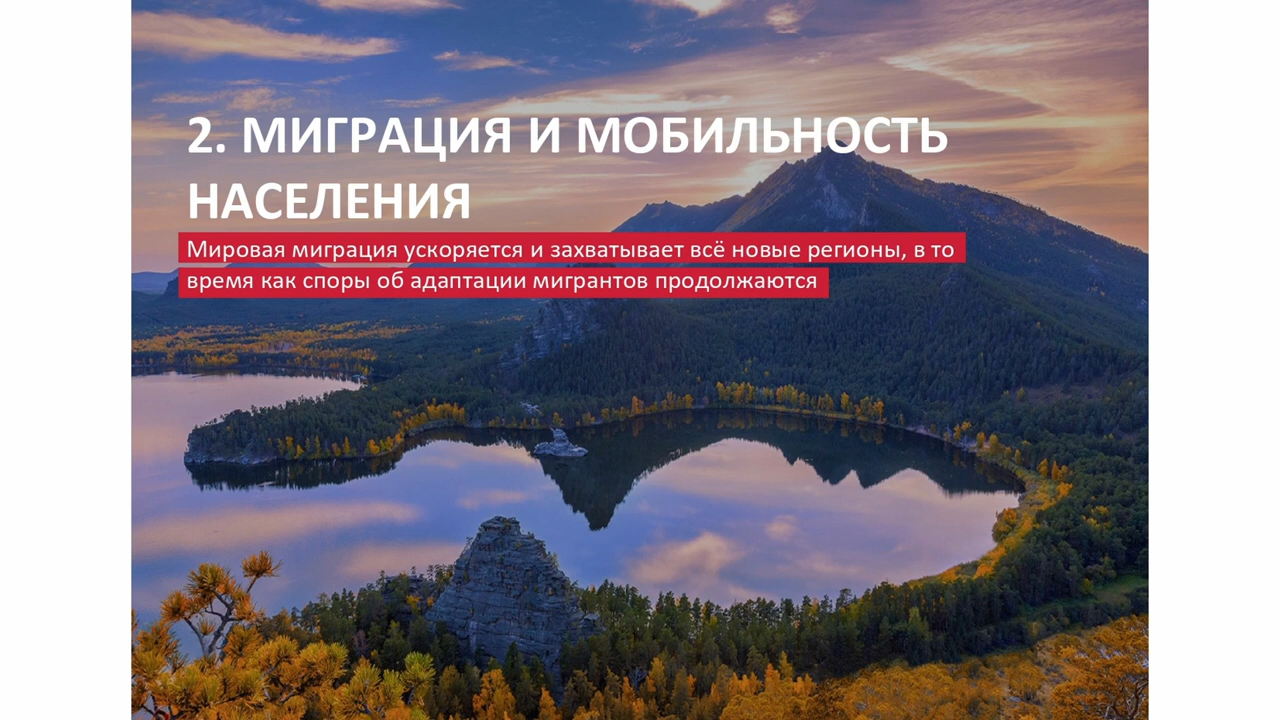 2. МИГРАЦИЯ И МОБИЛЬНОСТЬ
НАСЕЛЕНИЯ
Мировая миграция ускоряется и захватывает всё новые регионы, в то
время как споры об адаптации мигрантов продолжаются